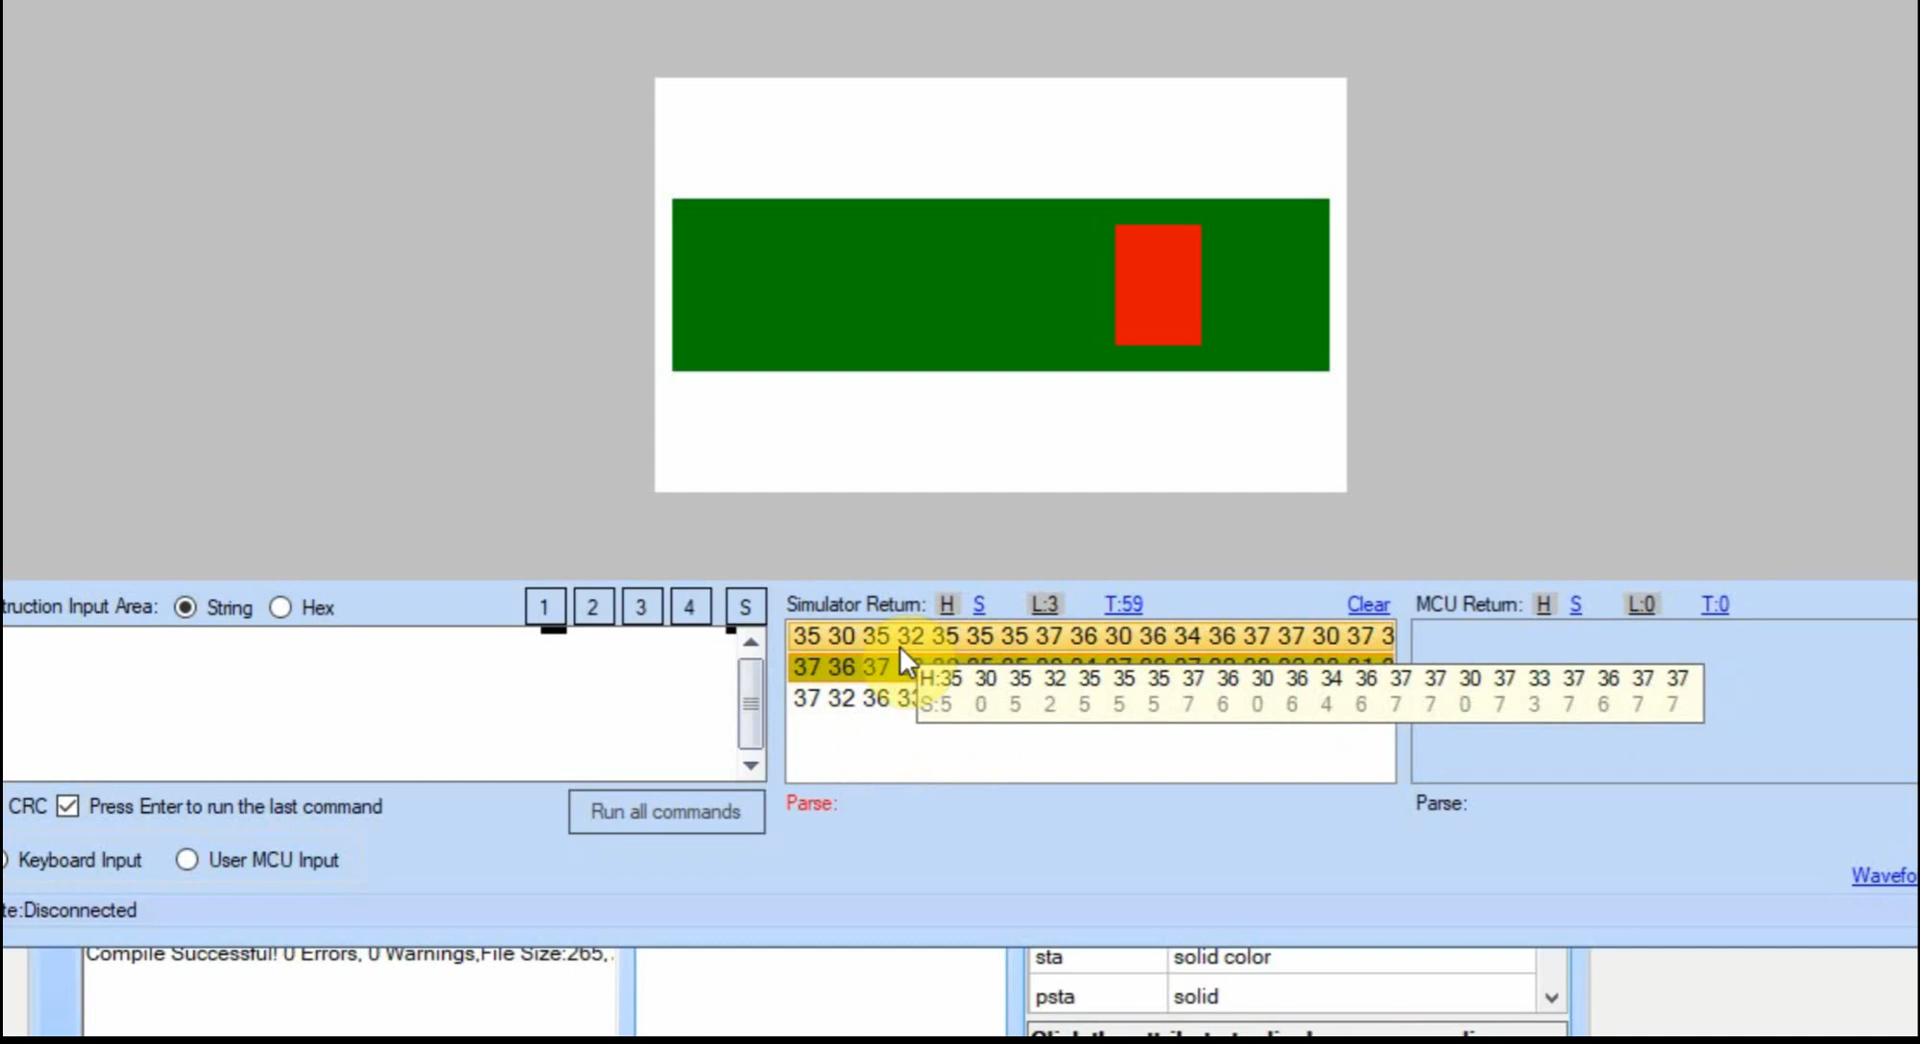 truction Input Area: String Hex 1 2 3 4 S
Simulator Return: H S L:3 T:59 Clear
MCU Return: H S L:0 T:0
35 30 35 32 35 35 35 37 36 30 36 34 36 37 37 30 37 3
37 36 37
37 32 36 33
H:35 30 35 32 35 35 35 37 36 30 36 34 36 37 37 30 37 33 37 36 37 37
S:5 0 5 2 5 5 5 7 6 0 6 4 6 7 7 0 7 3 7 6 7 7
CRC Press Enter to run the last command
Run all commands
Parse:
Parse:
Keyboard Input User MCU Input
Wavefo
te:Disconnected
Compile Successful! 0 Errors, 0 Warnings,File Size:265,
sta solid color
psta solid